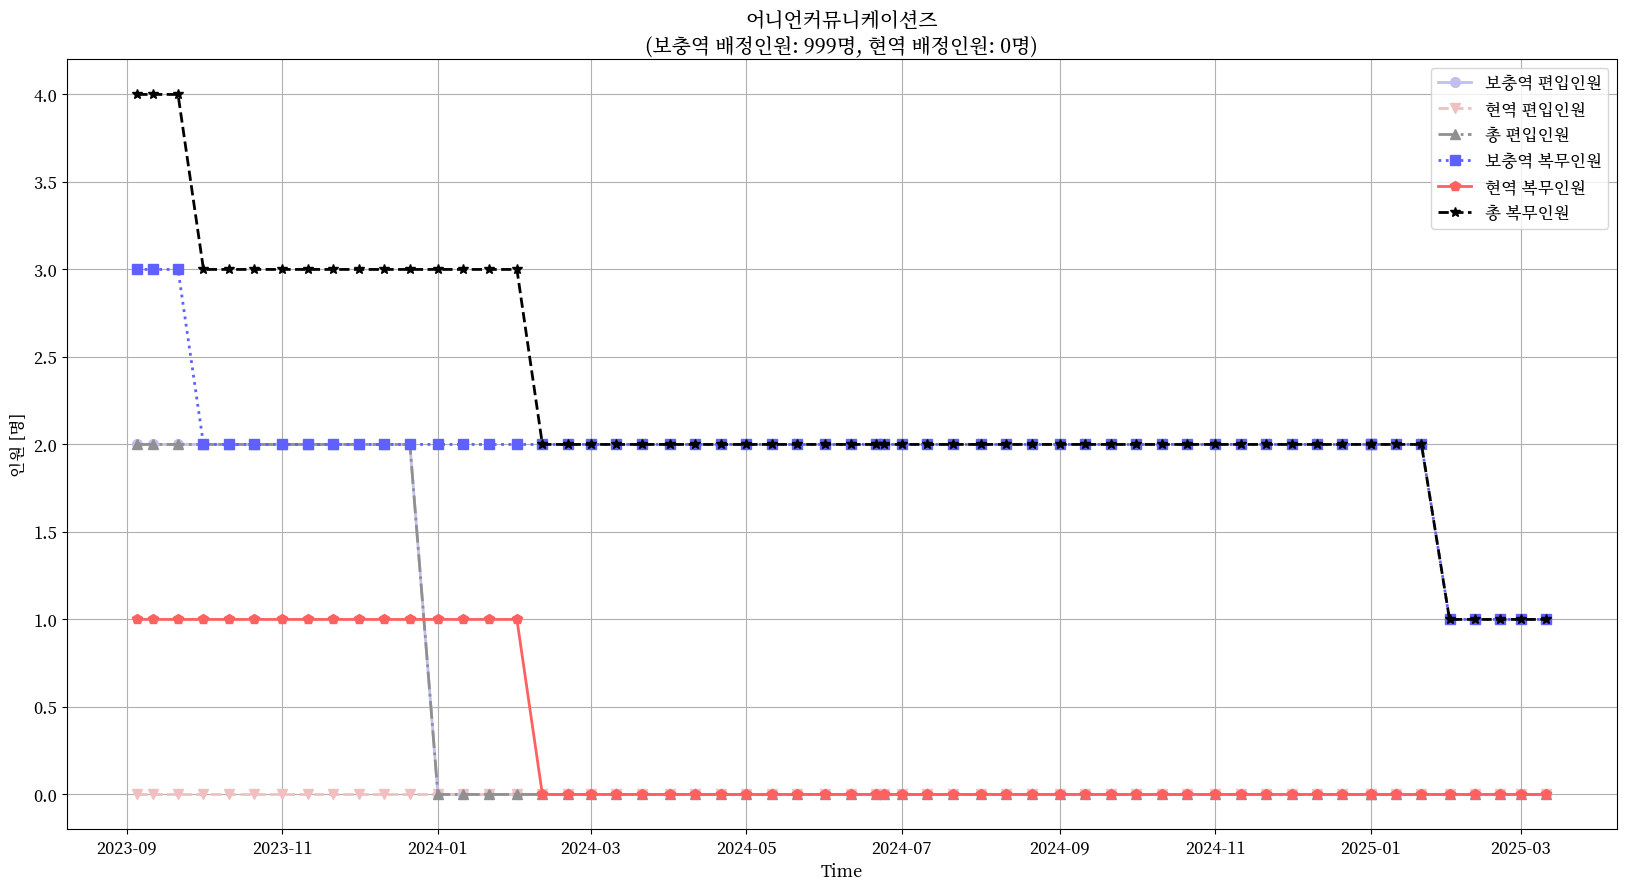 어니언커뮤니케이션즈
(보충역 배정인원: 999명, 현역 배정인원: 0명)
보충역 편입인원
현역 편입인원
총 편입인원
보충역 복무인원
현역 복무인원
총 복무인원
인원 [명]
4.0
3.5
3.0
2.5
2.0
1.5
1.0
0.5
0.0
2023-09
2023-11
2024-01
2024-03
2024-05
2024-07
2024-09
2024-11
2025-01
2025-03
Time